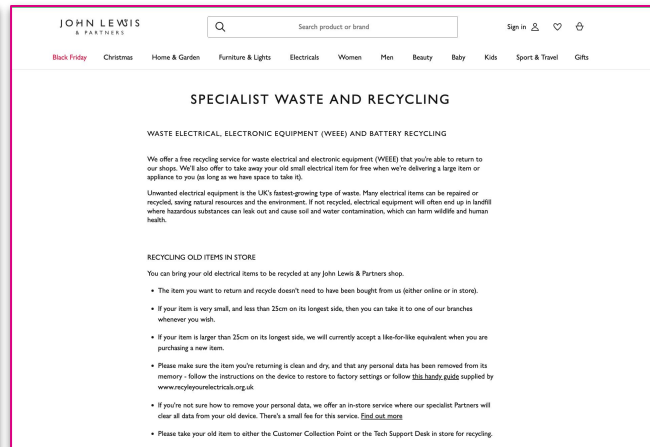 JOHN LEWIS
& PARTNERS
Search product or brand
Sign in
Black Friday Christmas Home & Garden Furniture & Lights Electricals Women Men Beauty Baby Kids Sport & Travel Gifts
SPECIALIST WASTE AND RECYCLING
WASTE ELECTRICAL, ELECTRONIC EQUIPMENT (WEEE) AND BATTERY RECYCLING
We offer a free recycling service for waste electrical and electronic equipment (WEEE) that you're able to return to
our shops. We'll also offer to take away your old small electrical item for free when we're delivering a large item or
appliance to you (as long as we have space to take it).
Unwanted electrical equipment is the UK's fastest-growing type of waste. Many electrical items can be repaired or
recycled, saving natural resources and the environment. If not recycled, electrical equipment will often end up in landfill
where hazardous substances can leak out and cause soil and water contamination, which can harm wildlife and human
health.
RECYCLING OLD ITEMS IN STORE
You can bring your old electrical items to be recycled at any John Lewis & Partners shop.
• The item you want to return and recycle doesn't need to have been bought from us (either online or in store).
• If your item is very small, and less than 25cm on its longest side, then you can take it to one of our branches
whenever you wish.
• If your item is larger than 25cm on its longest side, we will currently accept a like-for-like equivalent when you are
purchasing a new item.
• Please make sure the item you're returning is clean and dry, and that any personal data has been removed from its
memory - follow the instructions on the device to restore to factory settings or follow this handy guide supplied by
www.recyleyourelectricals.org.uk
• If you're not sure how to remove your personal data, we offer an in-store service where our specialist Partners will
clear all data from your old device. There's a small fee for this service. Find out more
• Please take your old item to either the Customer Collection Point or the Tech Support Desk in store for recycling.